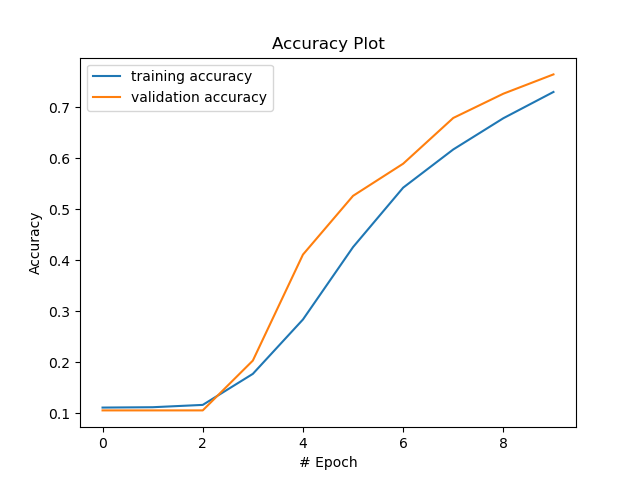 Accuracy Plot
training accuracy
validation accuracy
0.7
0.6
0.5
0.4
0.3
0.2
0.1
Accuracy
0 2 4 6 8
# Epoch